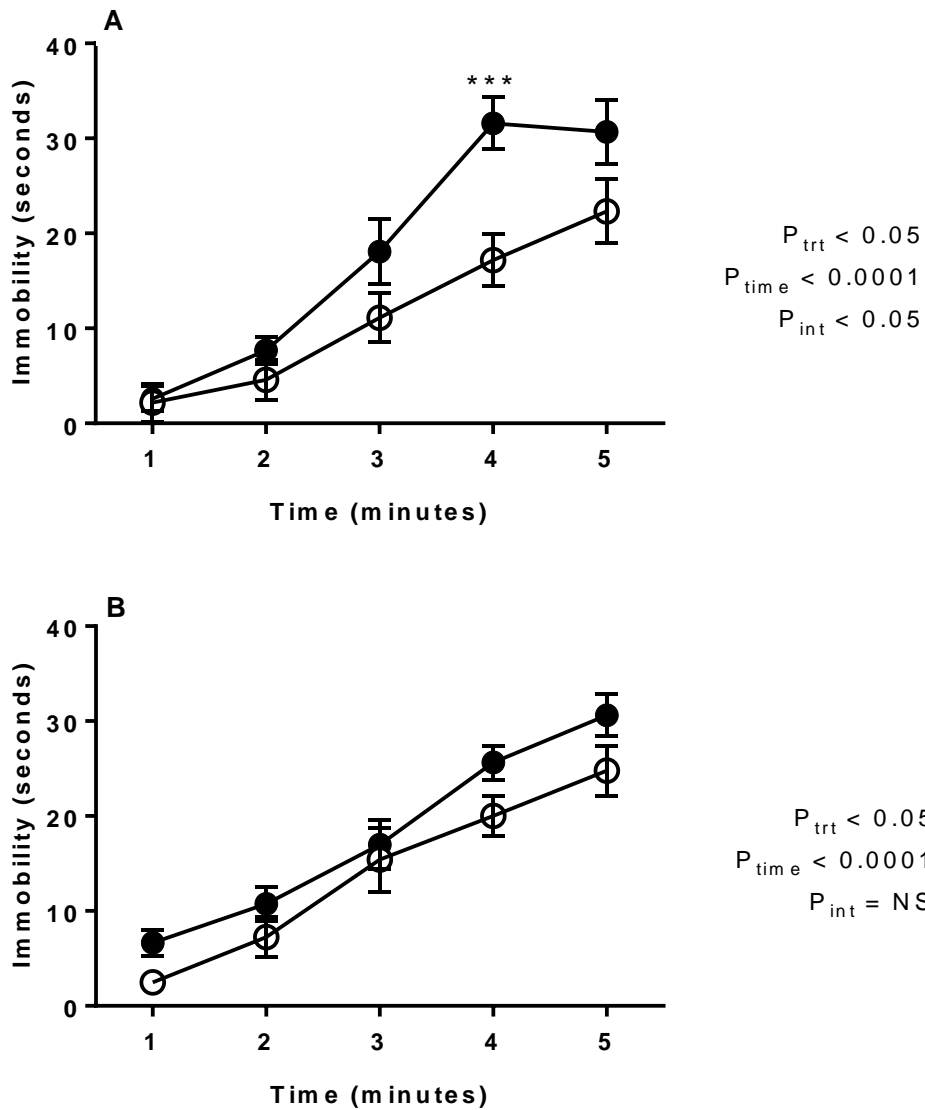 A
40
30
20
10
0
Immobility (seconds)
***
1 2 3 4 5
Time (minutes)
P trt < 0.05
P time < 0.0001
P int < 0.05
B
40
30
20
10
0
Immobility (seconds)
1 2 3 4 5
Time (minutes)
P trt < 0.05
P time < 0.0001
P int = NS